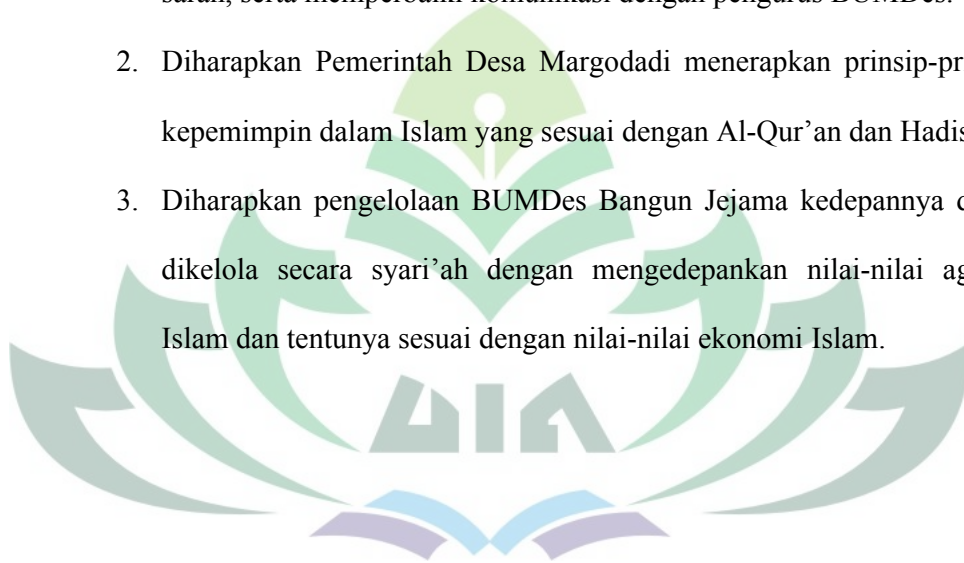 saran, serta memperbaiki komunikasi dengan pengurus BUMDes.
2. Diharapkan Pemerintah Desa Margodadi menerapkan prinsip-pr
kepemimpin dalam Islam yang sesuai dengan Al-Qur'an dan Hadis
3. Diharapkan pengelolaan BUMDes Bangun Jejama kedepannya d
dikelola secara syari'ah dengan mengedepankan nilai-nilai ag
Islam dan tentunya sesuai dengan nilai-nilai ekonomi Islam.